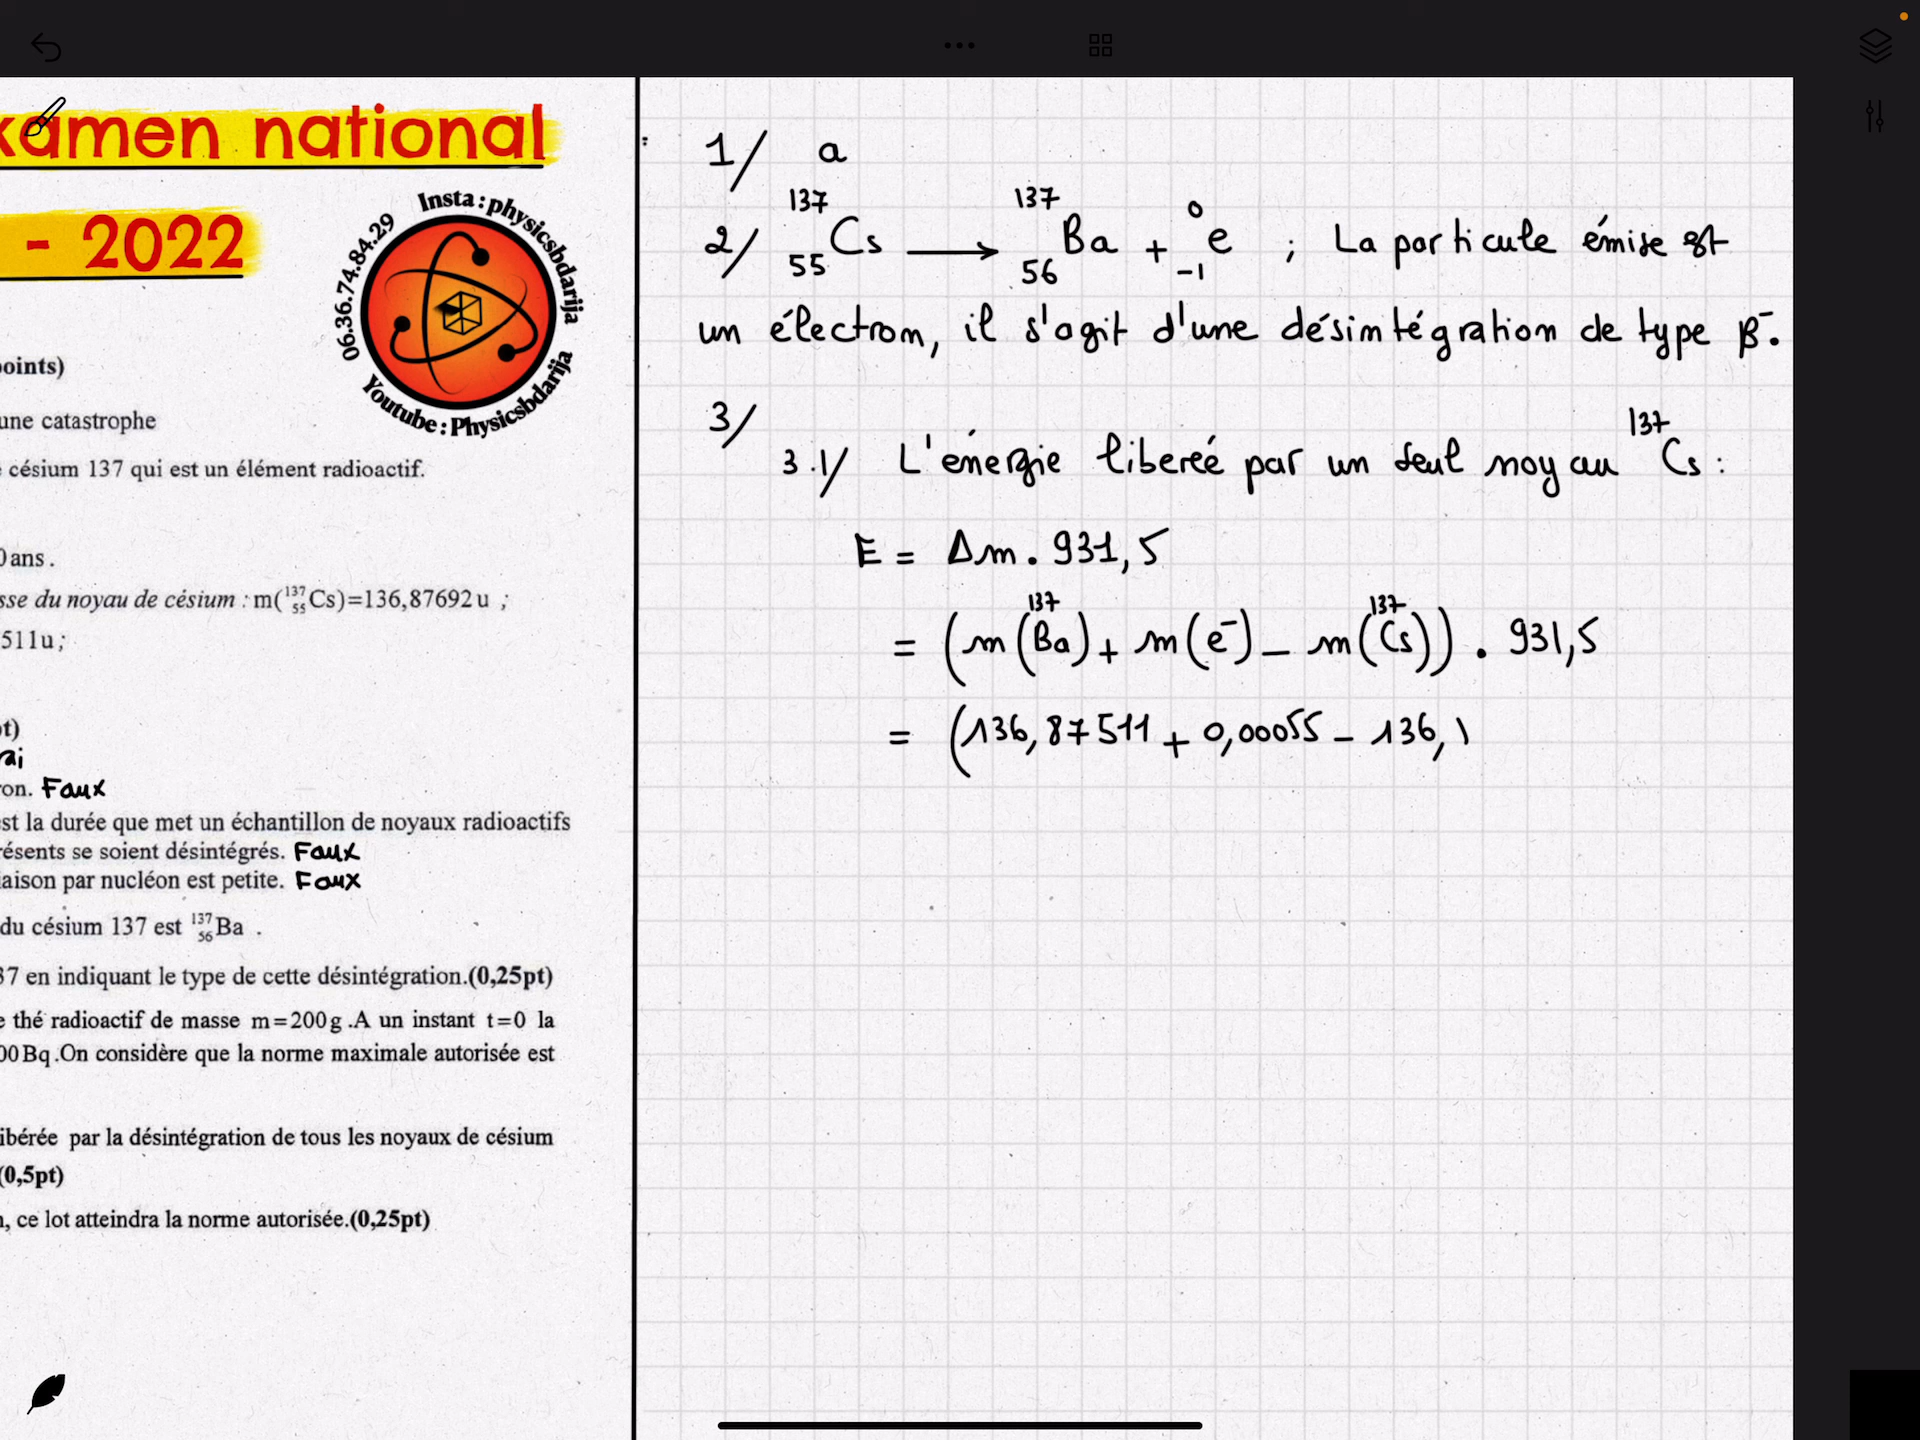 xamen national
- 2022
Insta : physicsbdarija
06.36.74.84.29
Youtube : Physicsbdarija
points)
une catastrophe
césium 137 qui est un élément radioactif.
0 ans .
sse du noyau de césium : m(¹³⁷₅₅Cs)=136,87692 u ;
511u ;
pt)
rai
ron. Faux
st la durée que met un échantillon de noyaux radioactifs
résents se soient désintégrés. Faux
iaison par nucléon est petite. Faux
du césium 137 est ¹³⁷₅₆Ba .
37 en indiquant le type de cette désintégration.(0,25pt)
e thé radioactif de masse m=200g .A un instant t=0 la
00 Bq .On considère que la norme maximale autorisée est
ibérée par la désintégration de tous les noyaux de césium
(0,5pt)
n, ce lot atteindra la norme autorisée.(0,25pt)
:
1/ a
2/ ¹³⁷₅₅Cs ⟶ ¹³⁷₅₆Ba + ⁰₋₁e ; La particule émise est
un électron, il s'agit d'une désintégration de type β⁻.
3/
3.1/ L'énergie libereé par un seul noyau ¹³⁷Cs :
E = Δm . 931,5
= (m(¹³⁷Ba) + m(e⁻) – m(¹³⁷Cs)) . 931,5
= (136,87511 + 0,00055 – 136,